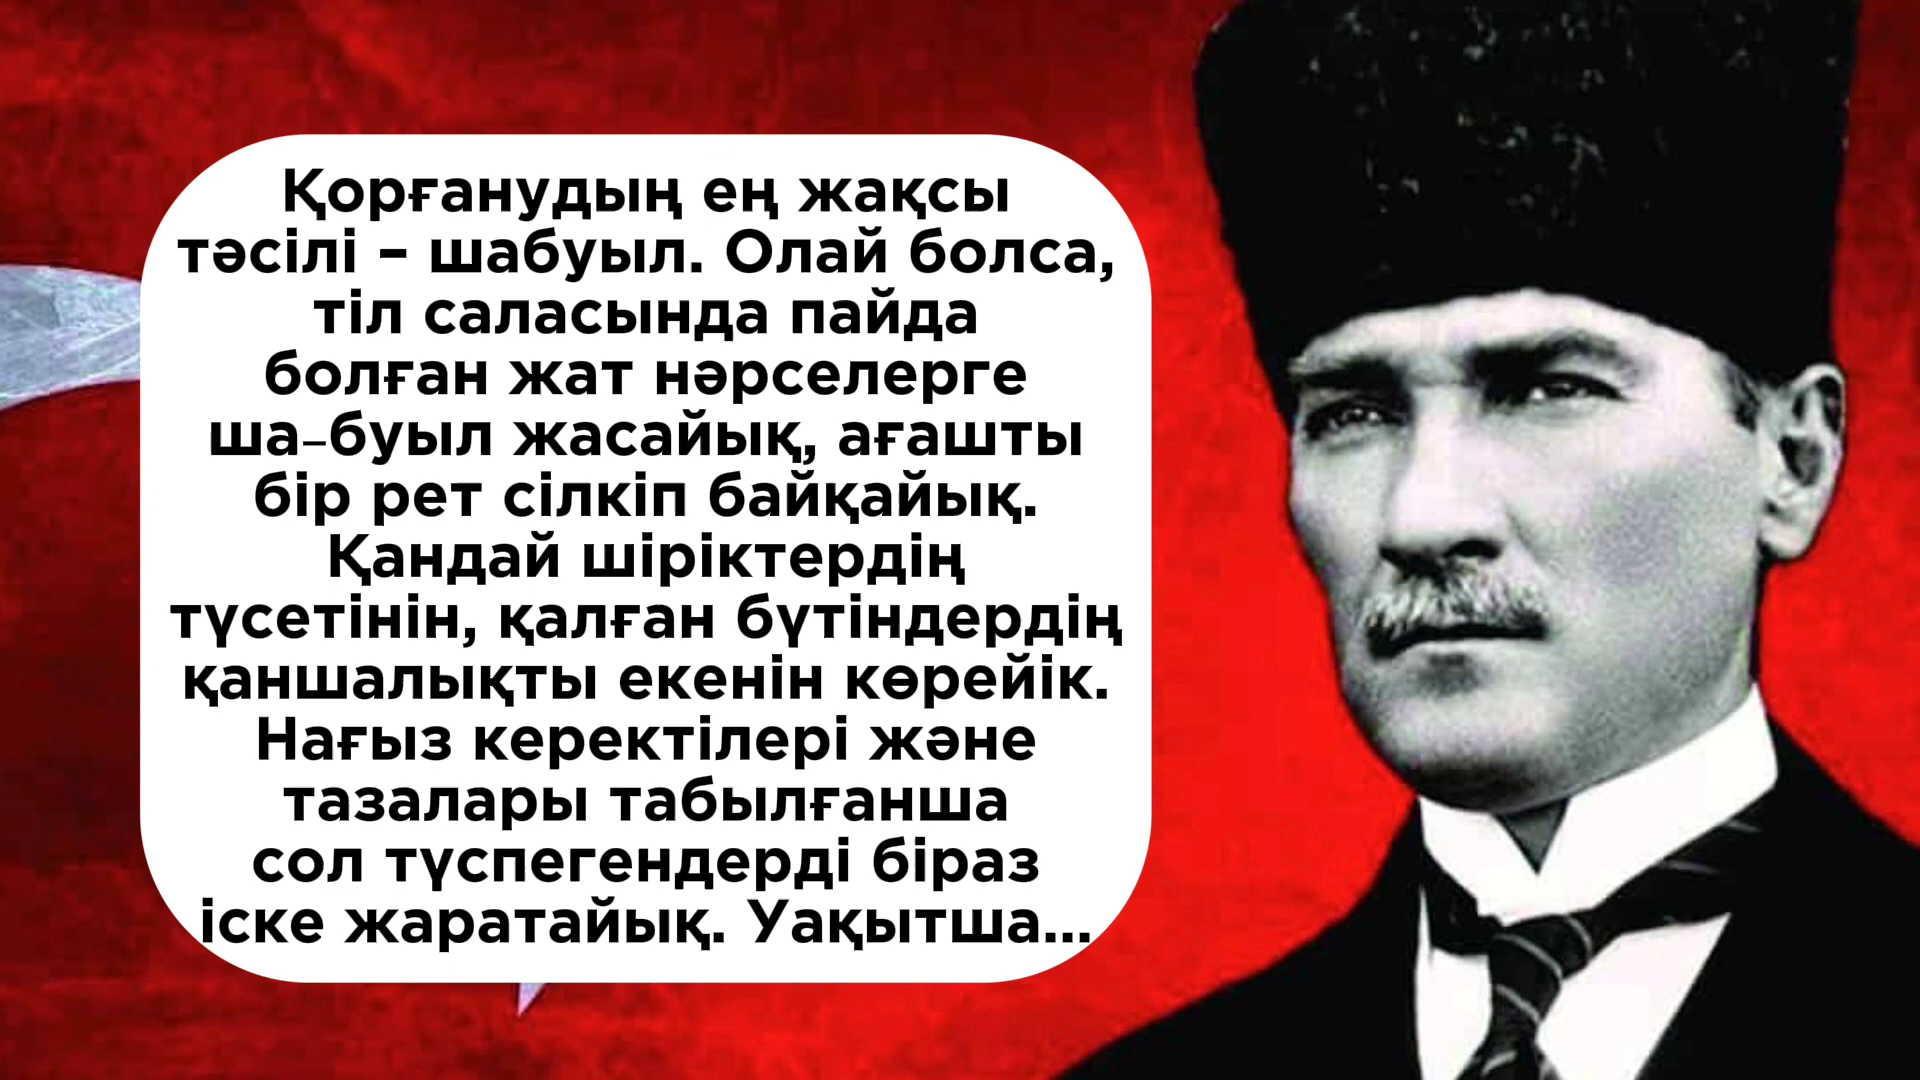 Қорғанудың ең жақсы
тәсілі – шабуыл. Олай болса,
тіл саласында пайда
болған жат нәрселерге
ша-буыл жасайық, ағашты
бір рет сілкіп байқайық.
Қандай шіріктердің
түсетінін, қалған бүтіндердің
қаншалықты екенін көрейік.
Нағыз керектілері және
тазалары табылғанша
сол түспегендерді біраз
іске жаратайық. Уақытша...